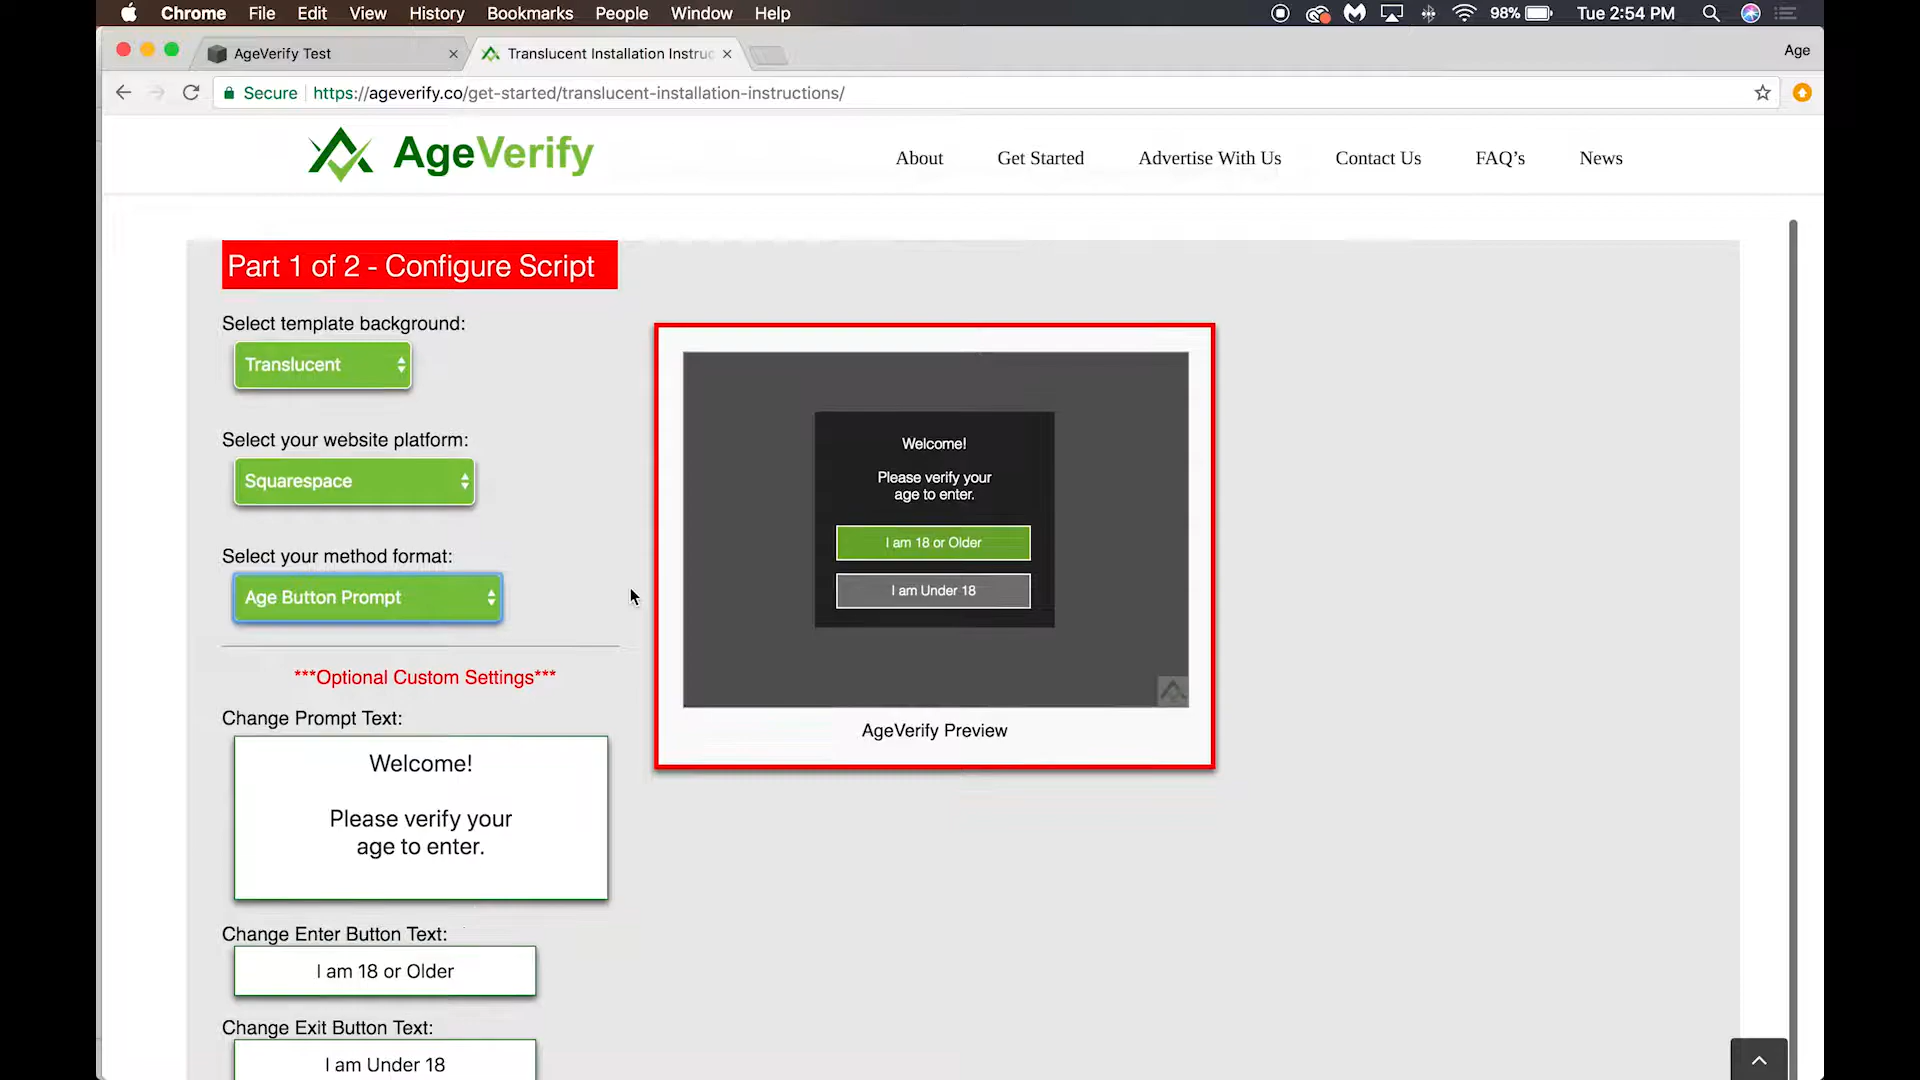 Chrome File Edit View History Bookmarks People Window Help 98% Tue 2:54 PM
AgeVerify Test Translucent Installation Instruc Age
Secure https://ageverify.co/get-started/translucent-installation-instructions/
AgeVerify About Get Started Advertise With Us Contact Us FAQ’s News
Part 1 of 2 - Configure Script
Select template background:
Translucent
Select your website platform:
Squarespace
Select your method format:
Age Button Prompt
***Optional Custom Settings***
Change Prompt Text:
Welcome!
Please verify your
age to enter.
Change Enter Button Text:
I am 18 or Older
Change Exit Button Text:
I am Under 18
Welcome!
Please verify your
age to enter.
I am 18 or Older
I am Under 18
AgeVerify Preview